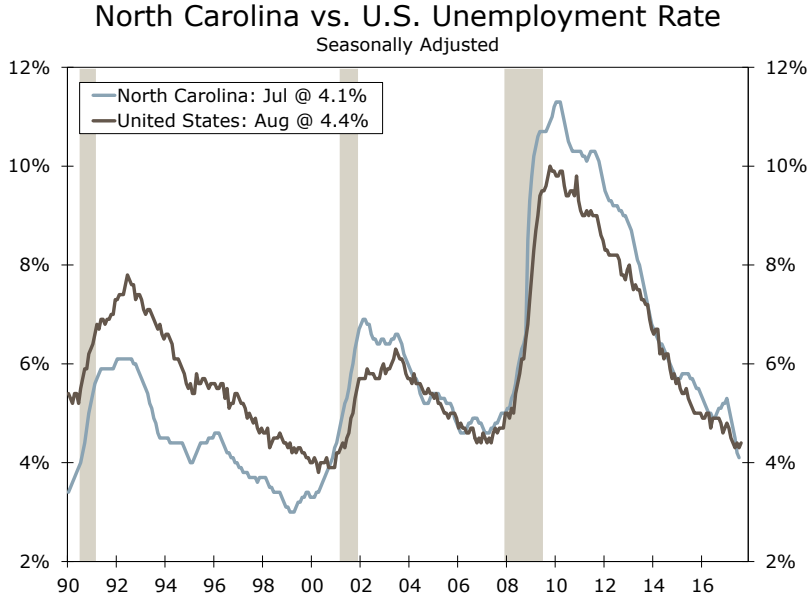 North Carolina vs. U.S. Unemployment Rate
Seasonally Adjusted
12% 12%
North Carolina: Jul @ 4.1%
United States: Aug @ 4.4%
10% 10%
8% 8%
6% 6%
4% 4%
2% 2%
90 92 94 96 98 00 02 04 06 08 10 12 14 16